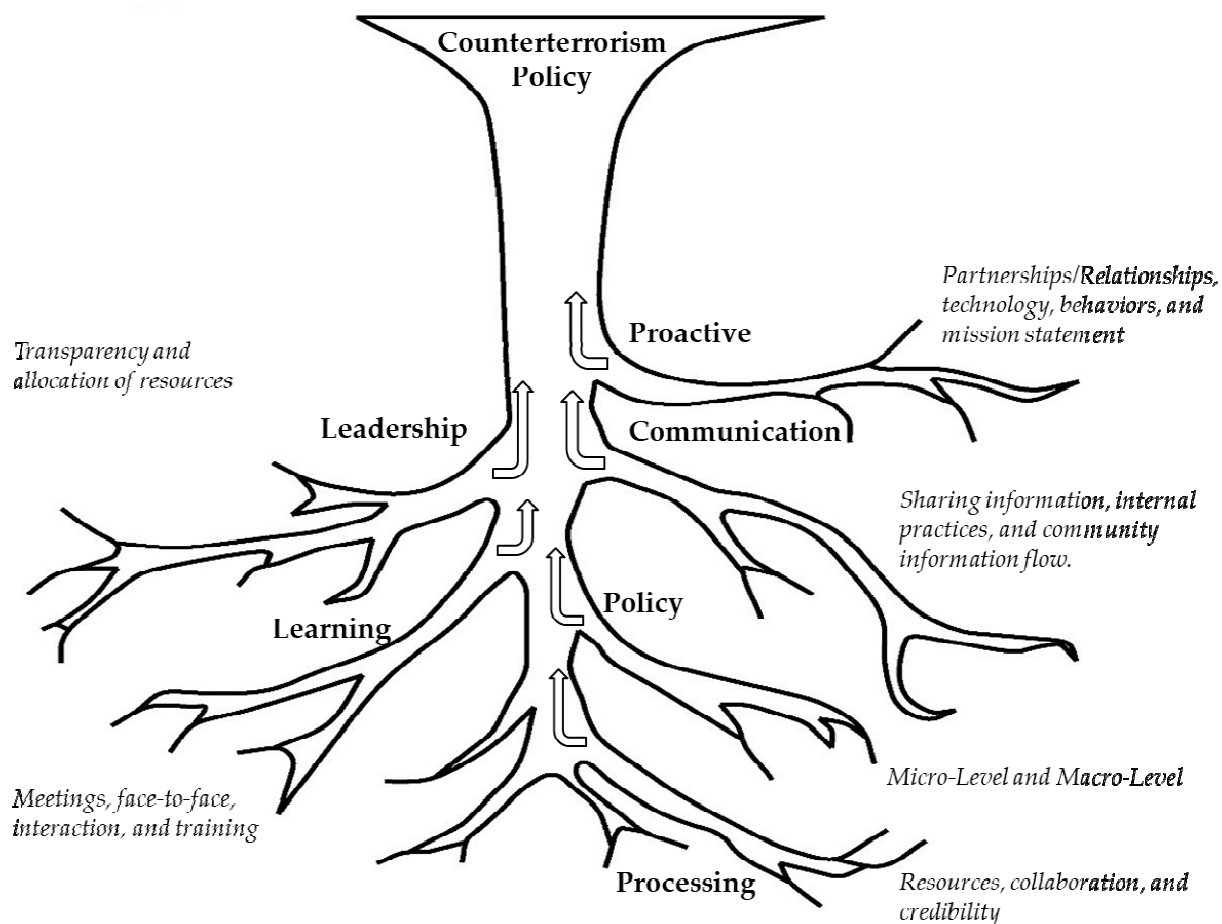 Counterterrorism
Policy
Partnerships/Relationships,
technology, behaviors, and
mission statement
Proactive
Transparency and
allocation of resources
Leadership
Communication
Sharing information, internal
practices, and community
information flow.
Policy
Learning
Micro-Level and Macro-Level
Meetings, face-to-face,
interaction, and training
Processing
Resources, collaboration, and
credibility